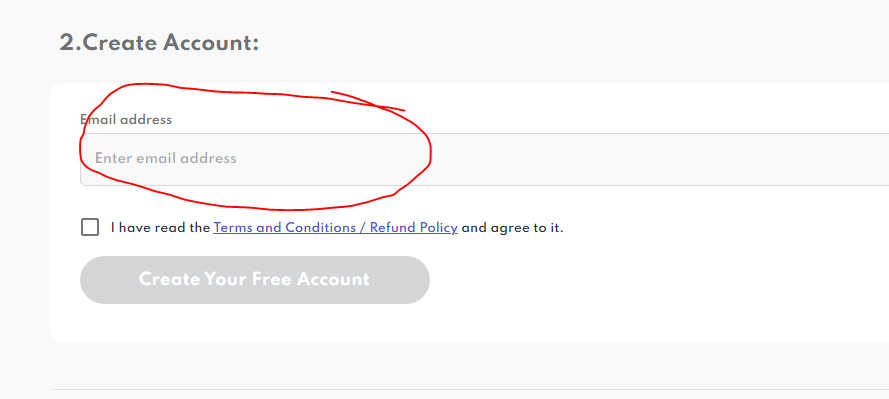 2.Create Account:
Email address
Enter email address
I have read the Terms and Conditions / Refund Policy and agree to it.
Create Your Free Account